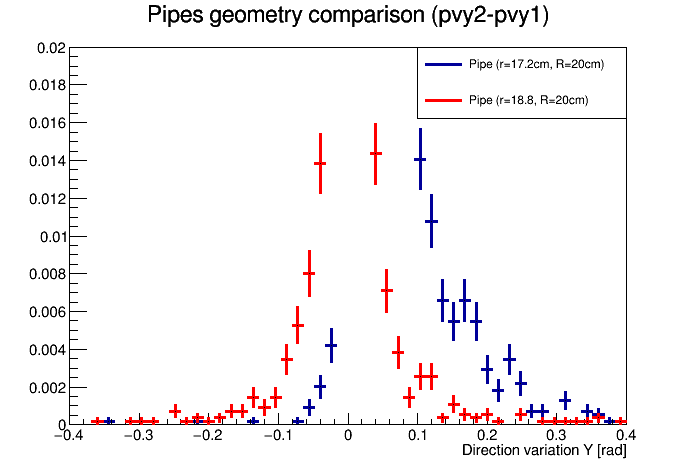 Pipes geometry comparison (pvy2-pvy1)
0.02
Pipe (r=17.2cm, R=20cm)
0.018
Pipe (r=18.8, R=20cm)
0.016
0.014
0.012
0.01
0.008
0.006
0.004
0.002
0
−0.4 −0.3 −0.2 −0.1 0 0.1 0.2 0.3 0.4
Direction variation Y [rad]